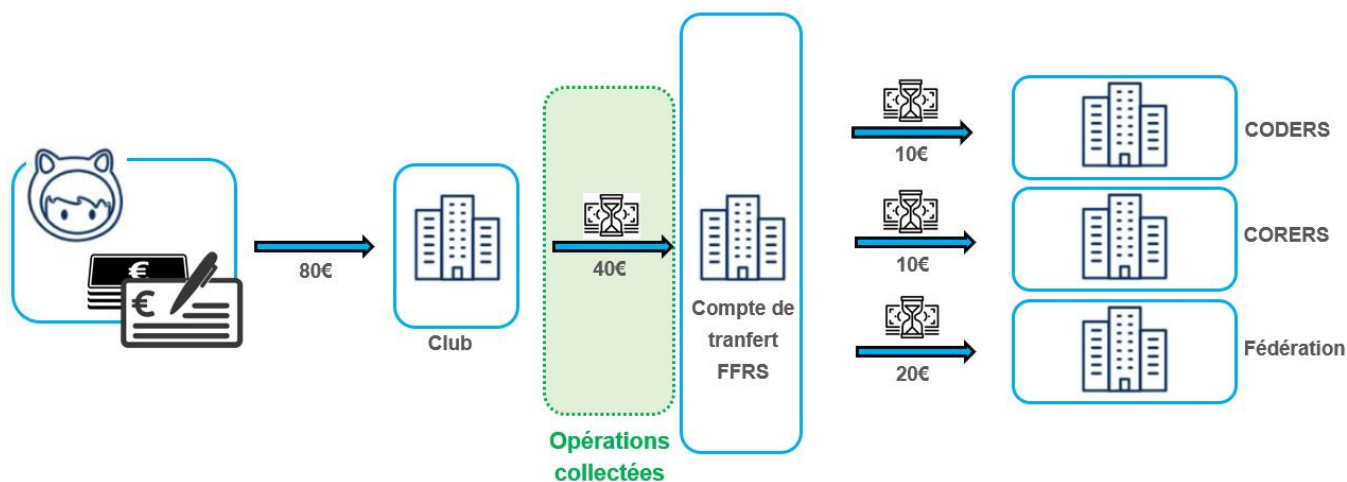 80€
Club
40€
Opérations
collectées
Compte de
tranfert
FFRS
10€
CODERS
10€
CORERS
20€
Fédération
€
€